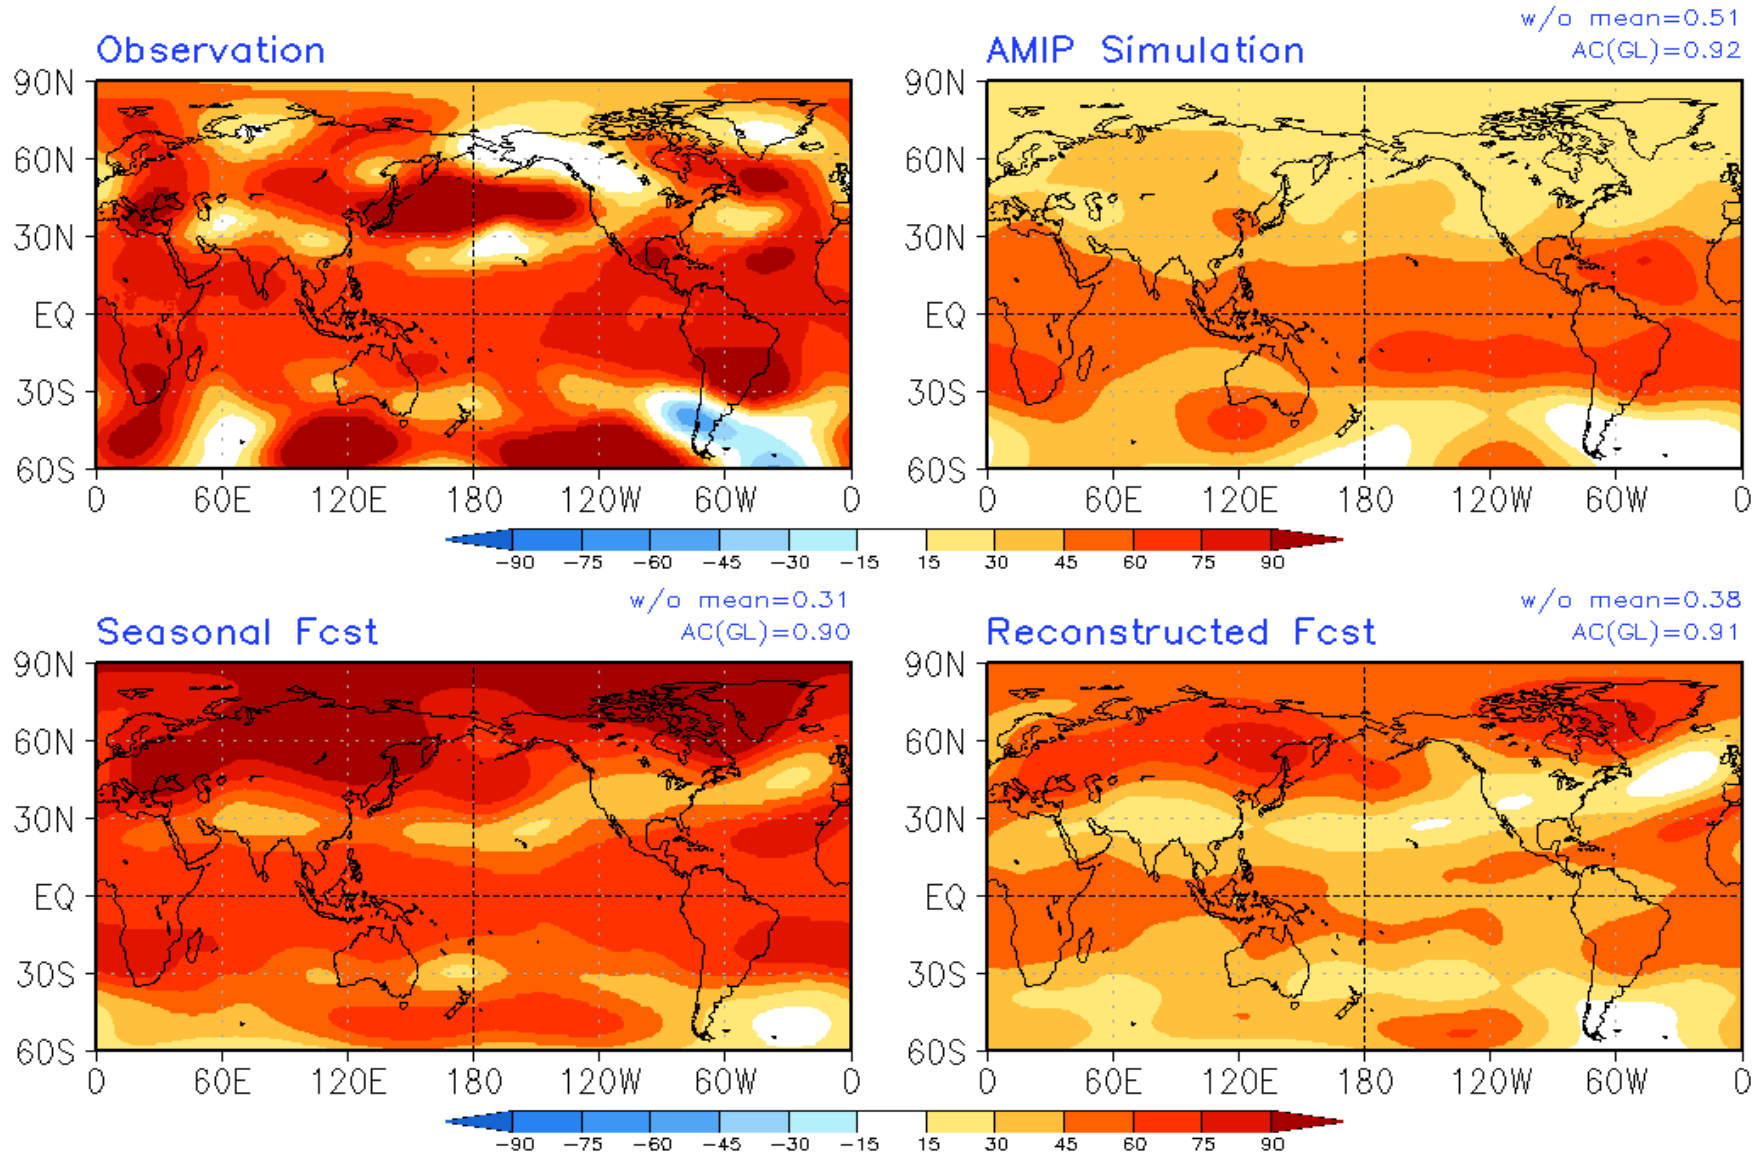 w/o mean=0.51
Observation
AMIP Simulation
AC(GL)=0.92
90N
60N
30N
EQ
30S
60S
0 60E 120E 180 120W 60W 0
90N
60N
30N
EQ
30S
60S
0 60E 120E 180 120W 60W 0
-90 -75 -60 -45 -30 -15 15 30 45 60 75 90
w/o mean=0.31
Seasonal Fcst
AC(GL)=0.90
w/o mean=0.38
Reconstructed Fcst
AC(GL)=0.91
90N
60N
30N
EQ
30S
60S
0 60E 120E 180 120W 60W 0
90N
60N
30N
EQ
30S
60S
0 60E 120E 180 120W 60W 0
-90 -75 -60 -45 -30 -15 15 30 45 60 75 90